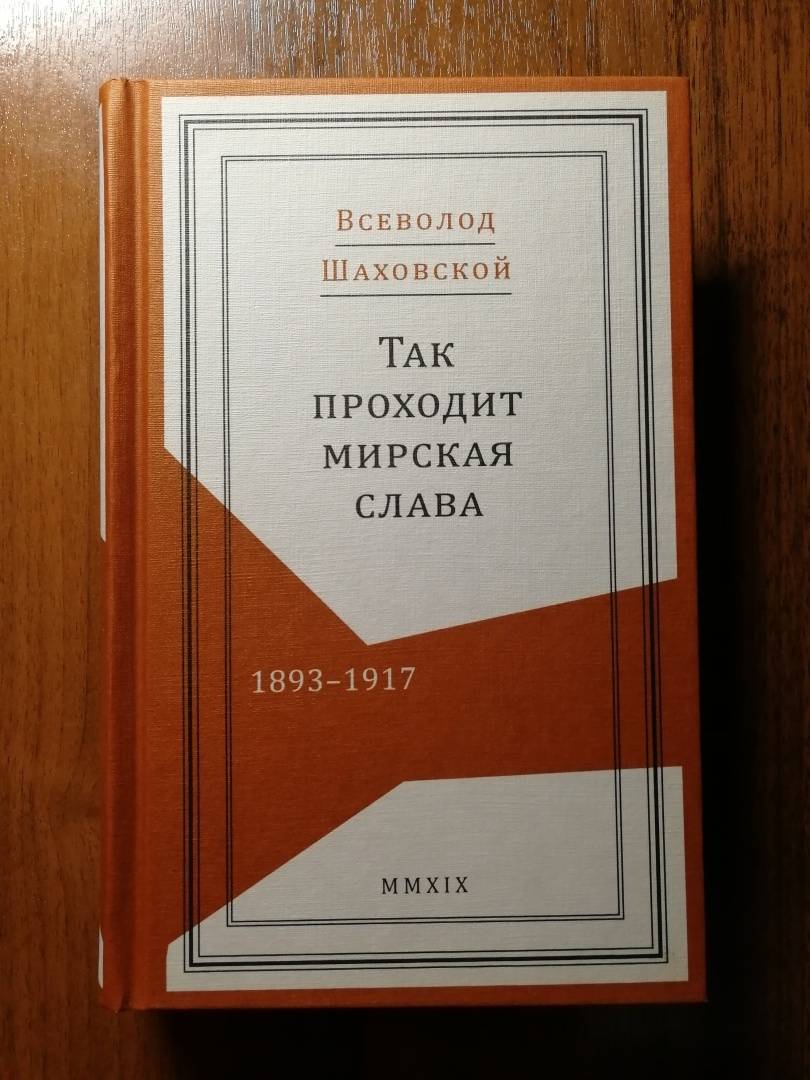 Всеволод
Шаховской
Так
проходит
мирская
слава
1893–1917
MMXIX